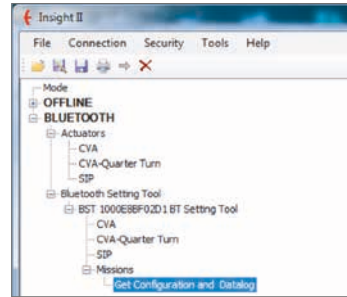 Insight II
File Connection Security Tools Help
Mode
OFFLINE
BLUETOOTH
Actuators
CVA
CVA-Quarter Turn
SIP
Bluetooth Setting Tool
BST 1000E8BF02D1 BT Setting Tool
CVA
CVA-Quarter Turn
SIP
Missions
Get Configuration and Datalog